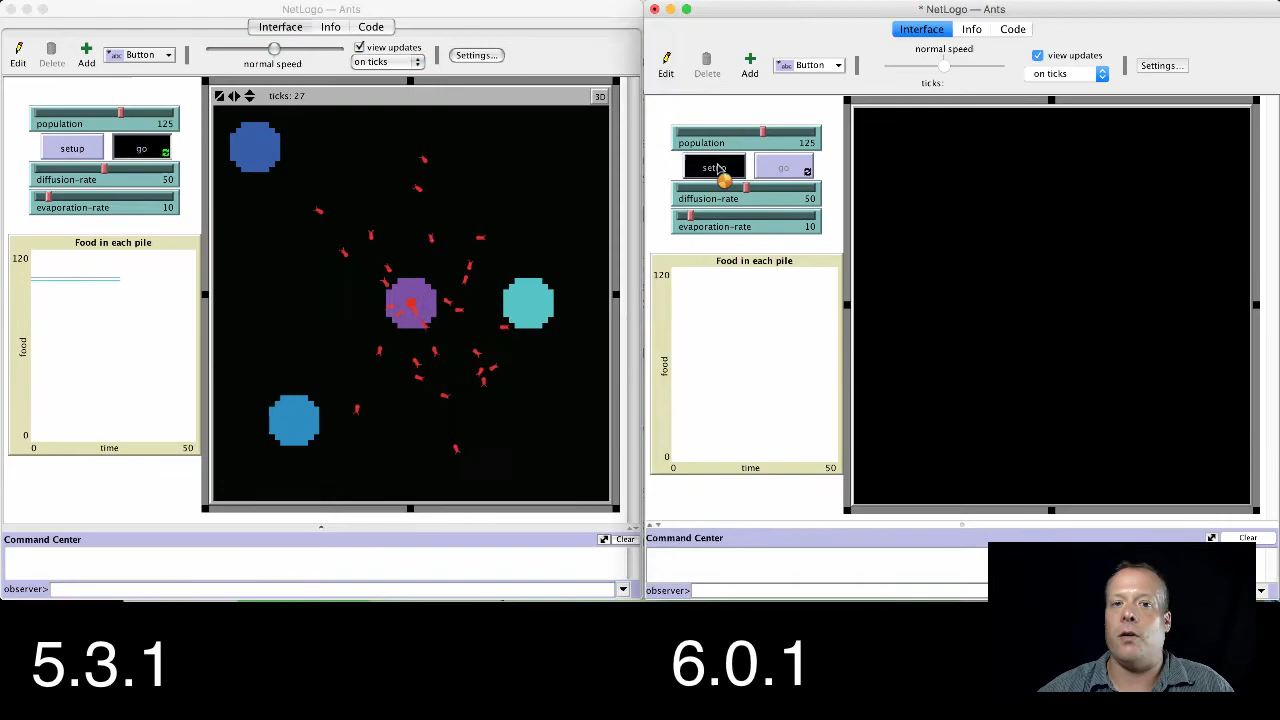 NetLogo — Ants
Interface Info Code
Edit Delete Add abc Button normal speed view updates on ticks Settings...
ticks: 27 3D
population 125
setup go
diffusion-rate 50
evaporation-rate 10
Food in each pile
120
food
0
0 time 50
Command Center Clear
observer>
5.3.1
* NetLogo — Ants
Interface Info Code
normal speed view updates
Edit Delete Add abc Button on ticks Settings...
ticks:
population 125
setup go
diffusion-rate 50
evaporation-rate 10
Food in each pile
120
food
0
0 time 50
Command Center Clear
observer>
6.0.1